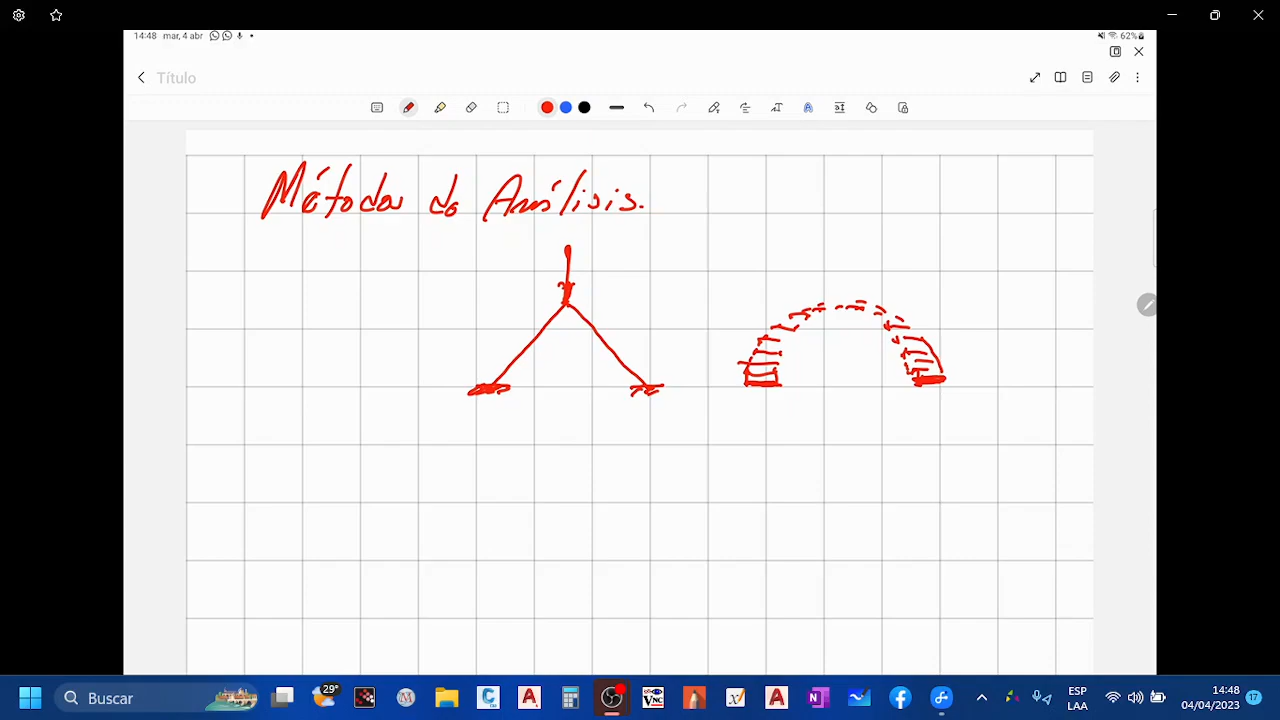 14:48 mar, 4 abr
62%
Título
Métodos de Análisis.
Buscar
29°
ESP
LAA
14:48
04/04/2023
17